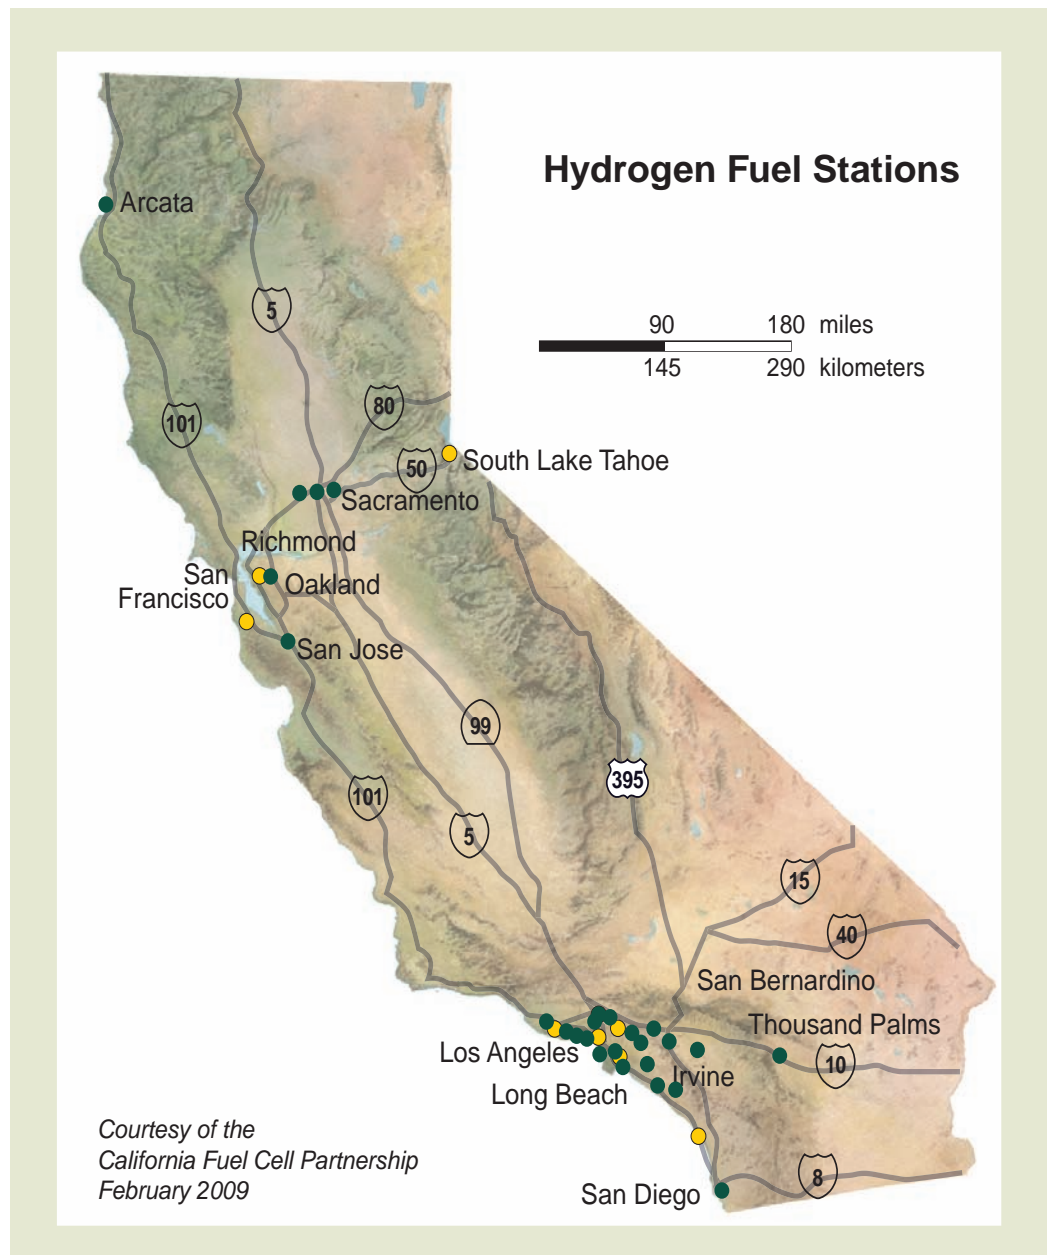 Hydrogen Fuel Stations
Arcata
5
90 180 miles
145 290 kilometers
80
101
South Lake Tahoe
50
Sacramento
Richmond
San
Francisco
Oakland
San Jose
99
395
101
5
15
40
San Bernardino
Thousand Palms
Los Angeles
10
Irvine
Long Beach
Courtesy of the
California Fuel Cell Partnership
February 2009
8
San Diego